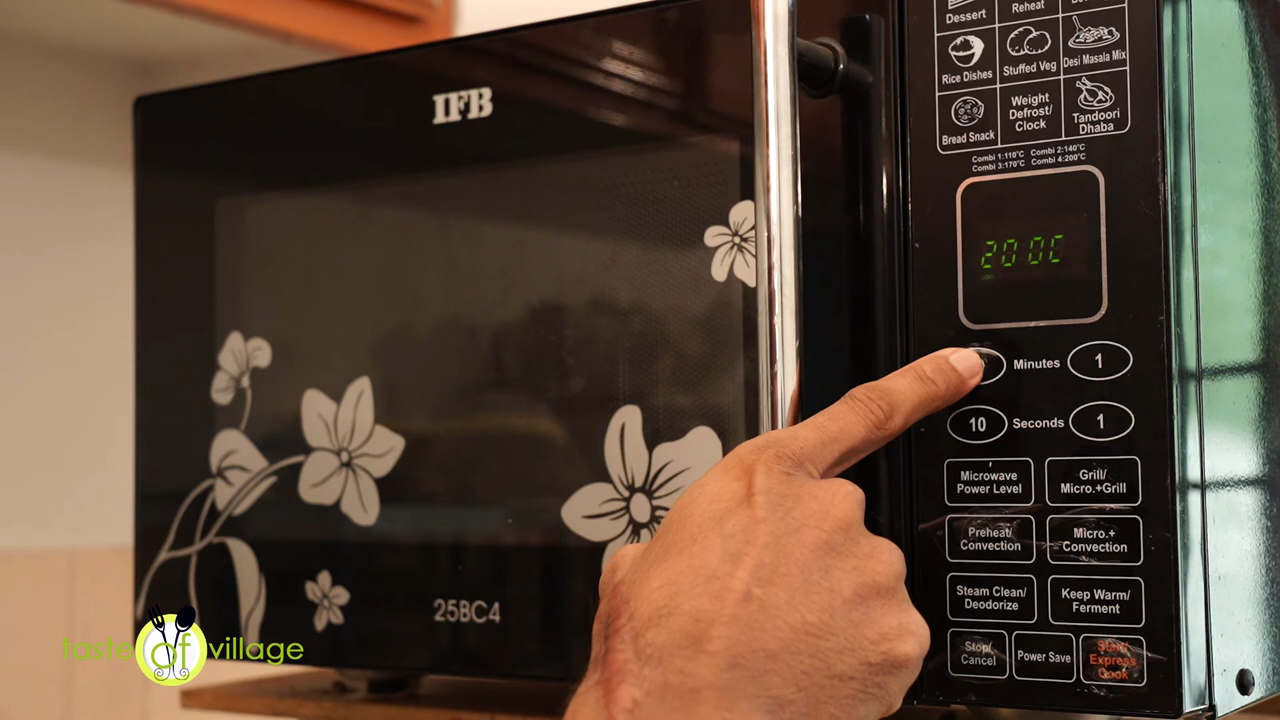 IFB
Dessert
Reheat
Rice Dishes
Stuffed Veg
Desi Masala Mix
Bread Snack
Weight
Defrost/
Clock
Tandoori
Dhaba
Combi 1:110°C Combi 2:140°C
Combi 3:170°C Combi 4:200°C
200C
Minutes 1
10 Seconds 1
Microwave
Power Level
Grill/
Micro.+Grill
Preheat/
Convection
Micro.+
Convection
Steam Clean/
Deodorize
Keep Warm/
Ferment
Stop/
Cancel
Power Save
Start/
Express
Cook
25BC4
taste of village